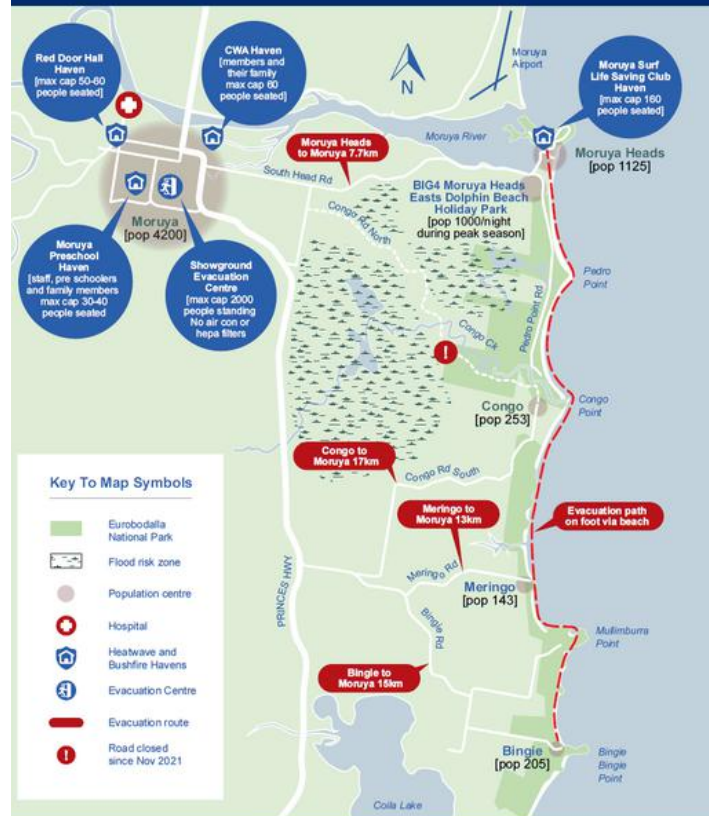 Red Door Hall
Haven
[max cap 50-60
people seated]
CWA Haven
[members and
their family
max cap 60
people seated]
N
Moruya
Airport
Moruya Surf
Life Saving Club
Haven
[max cap 160
people seated]
Moruya River
Moruya Heads
to Moruya 7.7km
South Head Rd
Moruya Heads
[pop 1125]
BIG4 Moruya Heads
Easts Dolphin Beach
Holiday Park
[pop 1000/night
during peak season]
Congo Rd North
Moruya
[pop 4200]
Moruya
Preschool
Haven
[staff, pre schoolers
and family members
max cap 30-40
people seated
Showground
Evacuation
Centre
[max cap 2000
people standing
No air con or
hepa filters
Pedro
Point
Pedro Point Rd
Congo Ck
!
Congo
[pop 253]
Congo
Point
Congo to
Moruya 17km
Congo Rd South
Meringo to
Moruya 13km
Evacuation path
on foot via beach
Meringo Rd
Meringo
[pop 143]
PRINCES HWY
Bingie Rd
Mullimburra
Point
Bingie to
Moruya 15km
Bingie
[pop 205]
Bingie
Bingie
Point
Coila Lake
Key To Map Symbols
Eurobodalla
National Park
Flood risk zone
Population centre
Hospital
Heatwave and
Bushfire Havens
Evacuation Centre
Evacuation route
!
Road closed
since Nov 2021